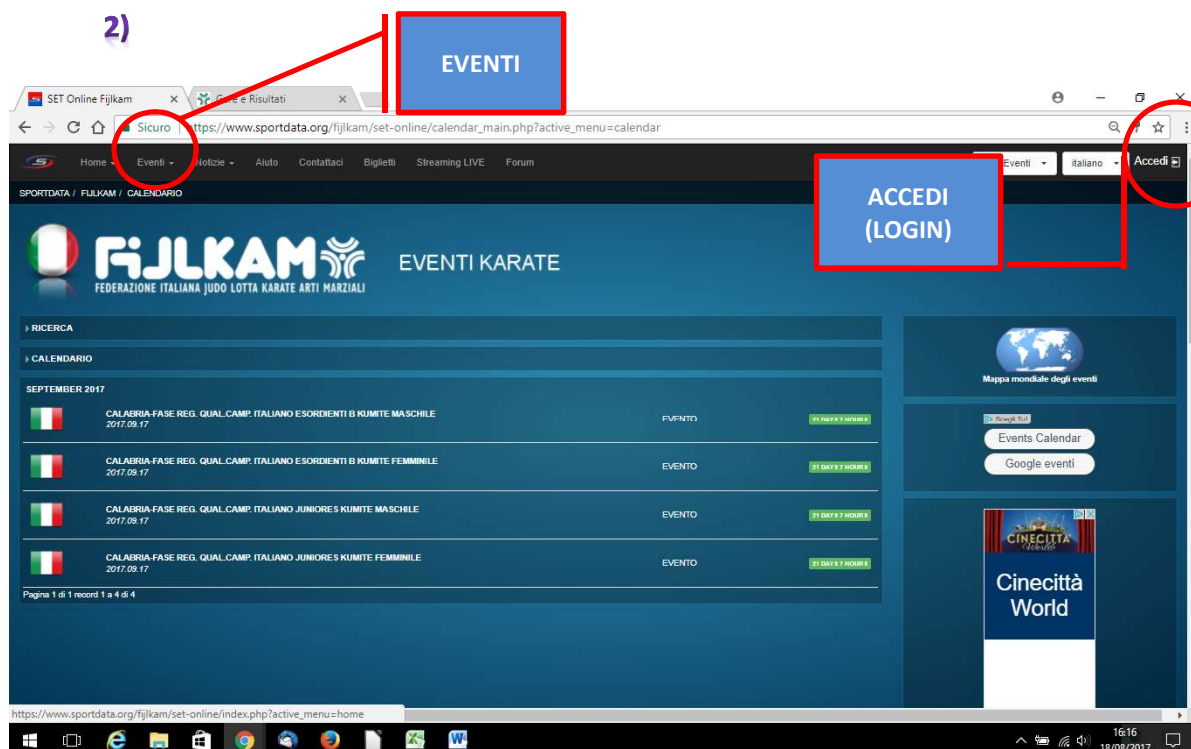 2)
EVENTI
SET Online Fijlkam
e Risultati
Sicuro
https://www.sportdata.org/fijlkam/set-online/calendar_main.php?active_menu=calendar
Home
Eventi
Notizie
Aiuto
Contattaci
Biglietti
Streaming LIVE
Forum
Eventi
italiano
Accedi
SPORTDATA / FIJLKAM / CALENDARIO
ACCEDI
(LOGIN)
FIJLKAM
FEDERAZIONE ITALIANA JUDO LOTTA KARATE ARTI MARZIALI
EVENTI KARATE
RICERCA
CALENDARIO
SEPTEMBER 2017
CALABRIA-FASE REG. QUAL.CAMP. ITALIANO ESORDIENTI B KUMITE MASCHILE
2017.09.17
EVENTO
21 DAYS 7 HOURS
CALABRIA-FASE REG. QUAL.CAMP. ITALIANO ESORDIENTI B KUMITE FEMMINILE
2017.09.17
EVENTO
21 DAYS 7 HOURS
CALABRIA-FASE REG. QUAL.CAMP. ITALIANO JUNIORES KUMITE MASCHILE
2017.09.17
EVENTO
21 DAYS 7 HOURS
CALABRIA-FASE REG. QUAL.CAMP. ITALIANO JUNIORES KUMITE FEMMINILE
2017.09.17
EVENTO
21 DAYS 7 HOURS
Pagina 1 di 1 record 1 a 4 di 4
Mappa mondiale degli eventi
Scegli Tu!
Events Calendar
Google eventi
CINECITTÀ
World
Cinecittà
World
https://www.sportdata.org/fijlkam/set-online/index.php?active_menu=home
16:16
18/08/2017